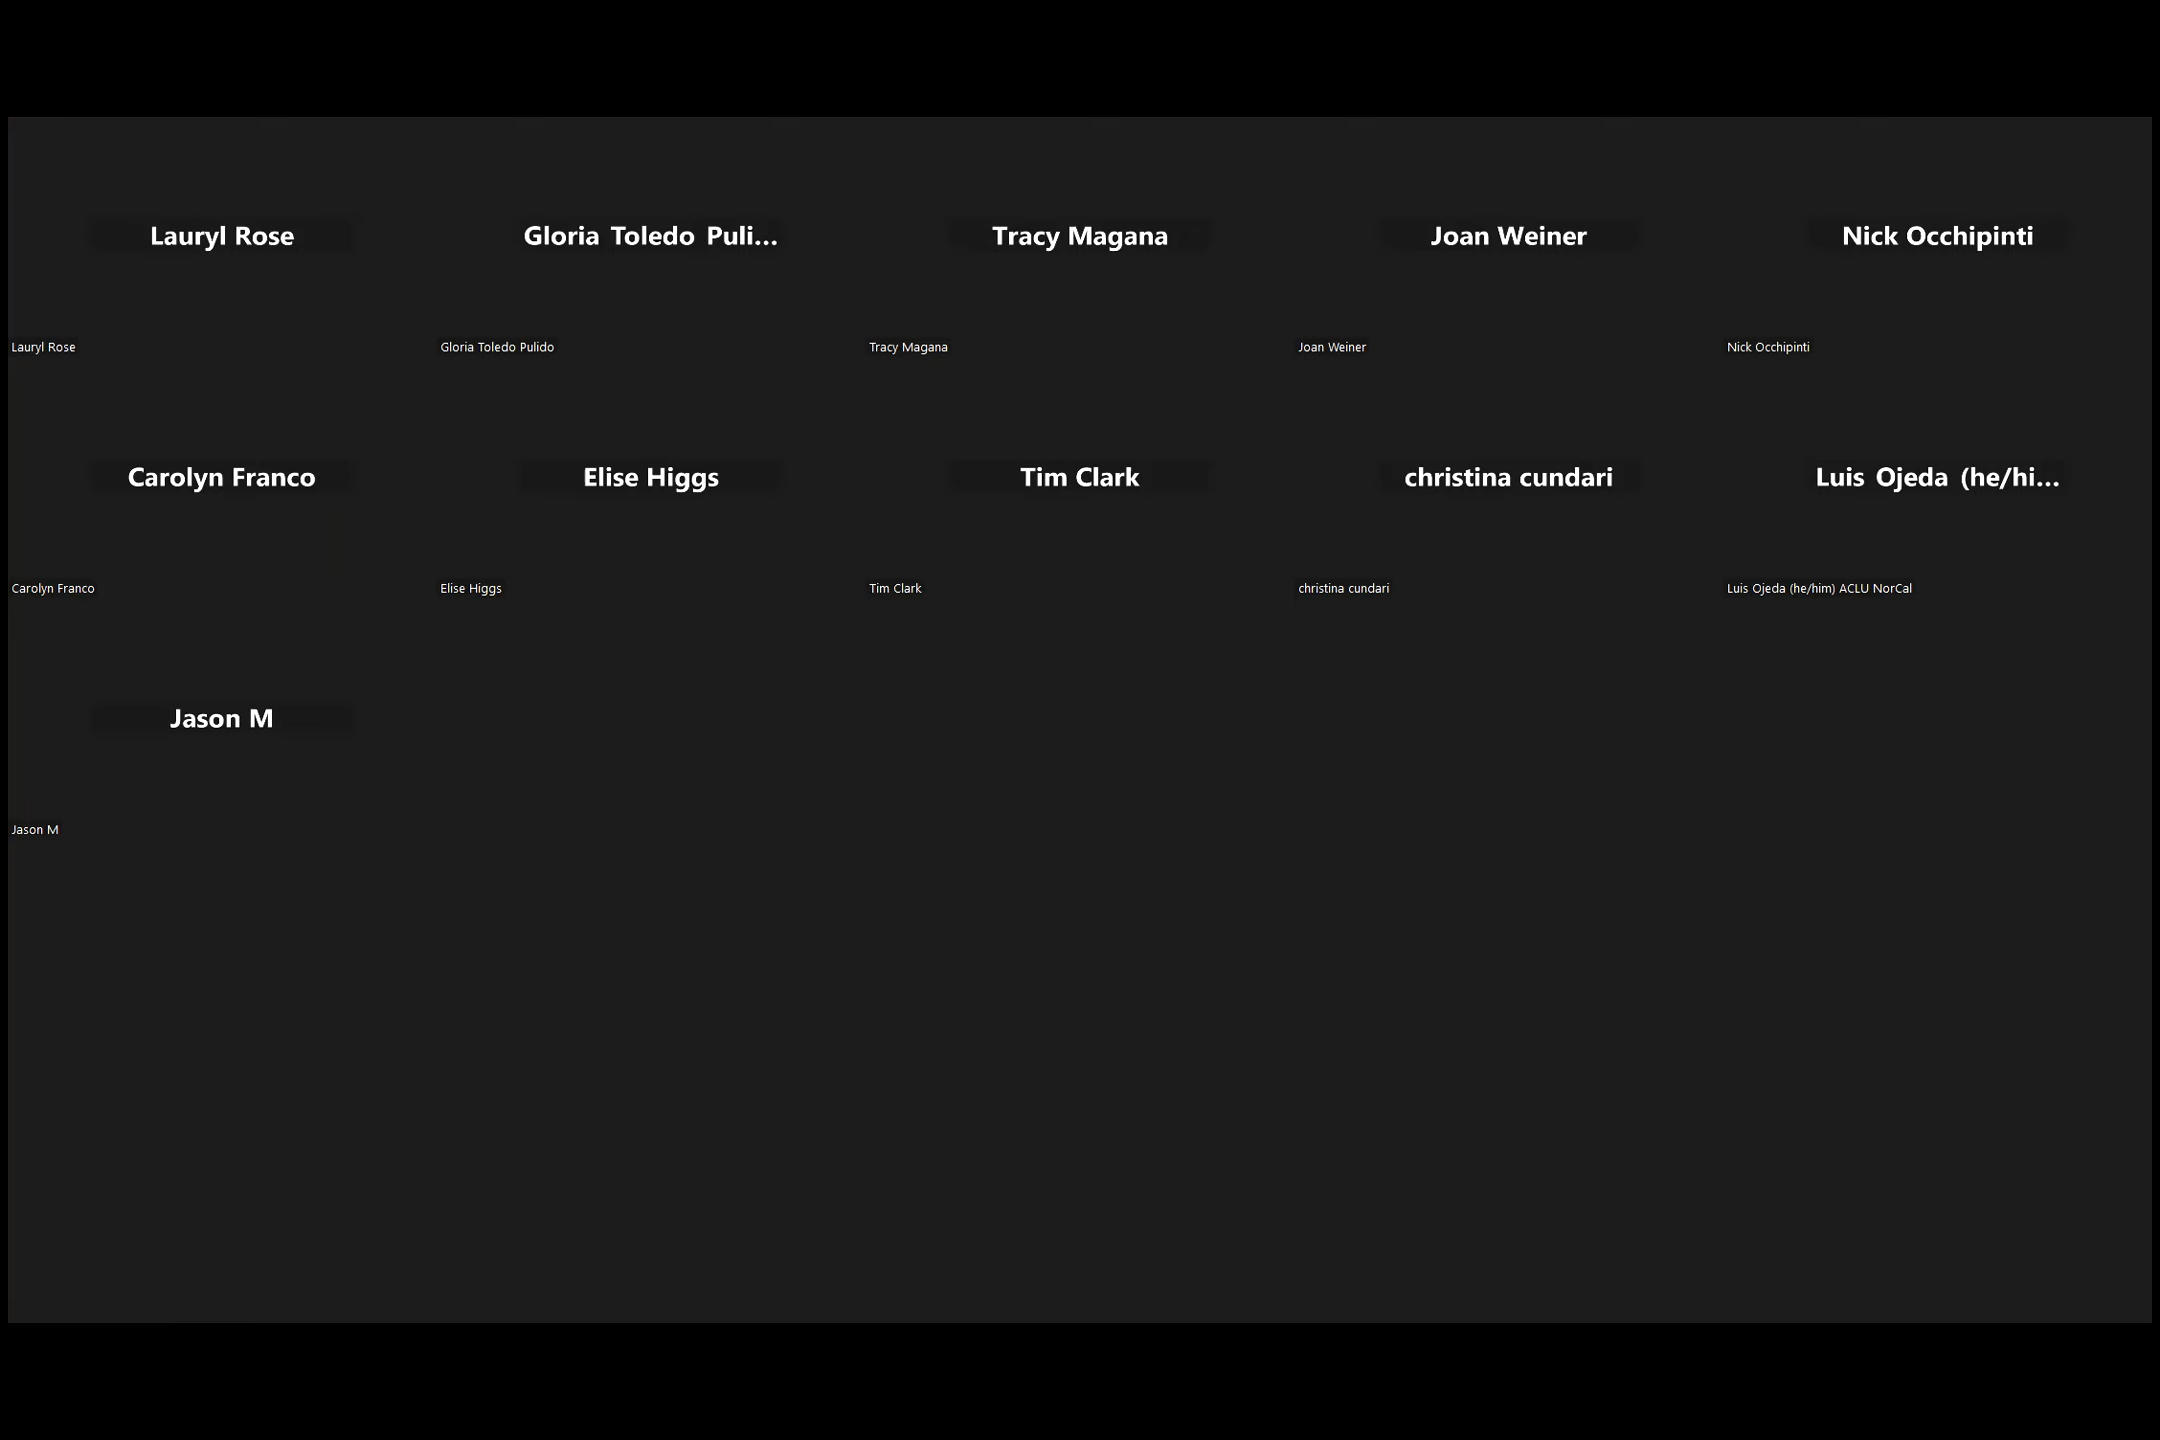 Lauryl Rose
Gloria Toledo Puli...
Tracy Magana
Joan Weiner
Nick Occhipinti
Lauryl Rose
Gloria Toledo Pulido
Tracy Magana
Joan Weiner
Nick Occhipinti
Carolyn Franco
Elise Higgs
Tim Clark
christina cundari
Luis Ojeda (he/hi...
Carolyn Franco
Elise Higgs
Tim Clark
christina cundari
Luis Ojeda (he/him) ACLU NorCal
Jason M
Jason M